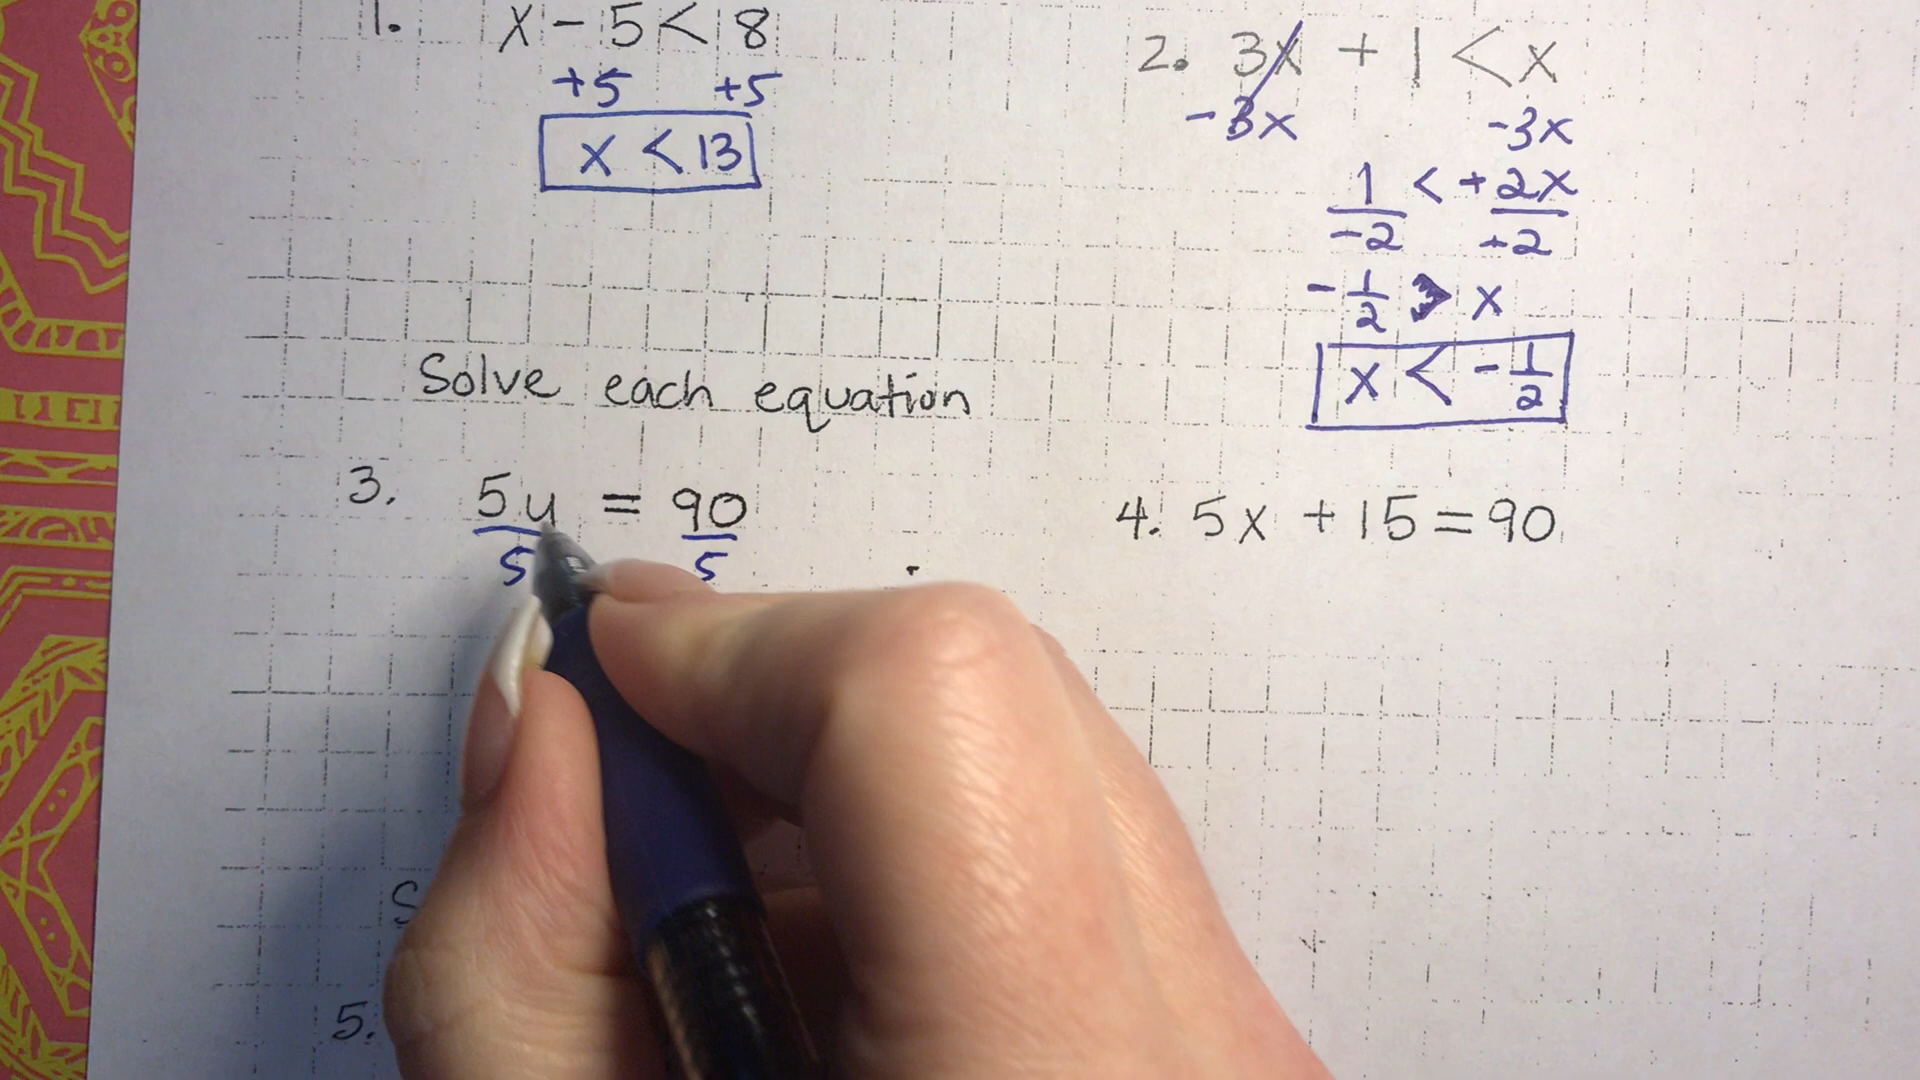 1. x - 5 < 8
+5 +5
x < 13
2. 3x + 1 < x
-3x -3x
1 < +2x
-2 +2
-1/2 > x
x < -1/2
Solve each equation
3. 5u = 90
5 5
4. 5x + 15 = 90
5.